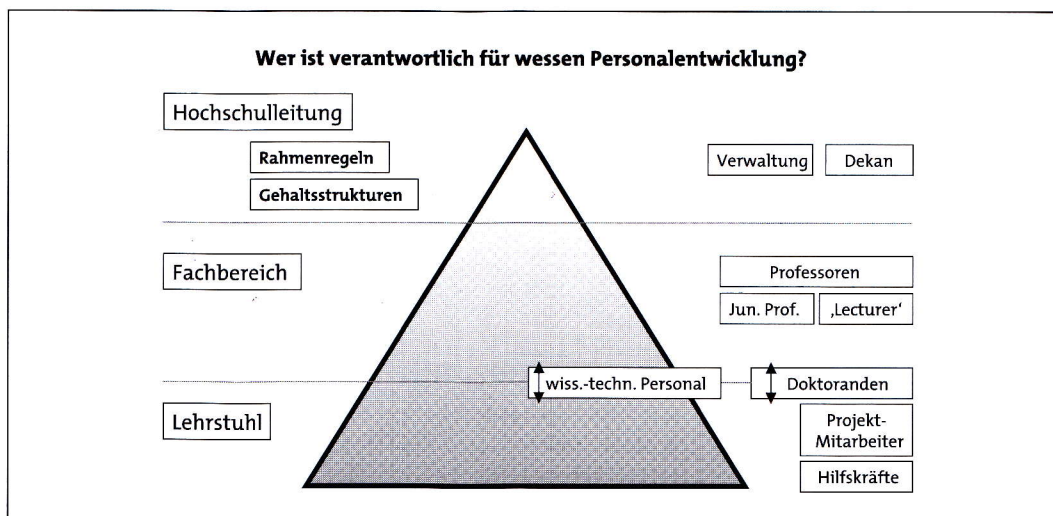 Wer ist verantwortlich für wessen Personalentwicklung?
Hochschulleitung
Rahmenregeln
Gehaltsstrukturen
Verwaltung
Dekan
Fachbereich
Professoren
Jun. Prof.
‚Lecturer‘
wiss.-techn. Personal
Doktoranden
Lehrstuhl
Projekt-
Mitarbeiter
Hilfskräfte